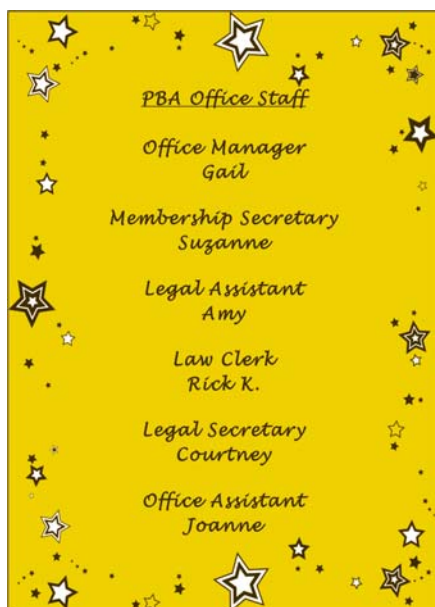 PBA Office Staff
Office Manager
Gail
Membership Secretary
Suzanne
Legal Assistant
Amy
Law Clerk
Rick K.
Legal Secretary
Courtney
Office Assistant
Joanne